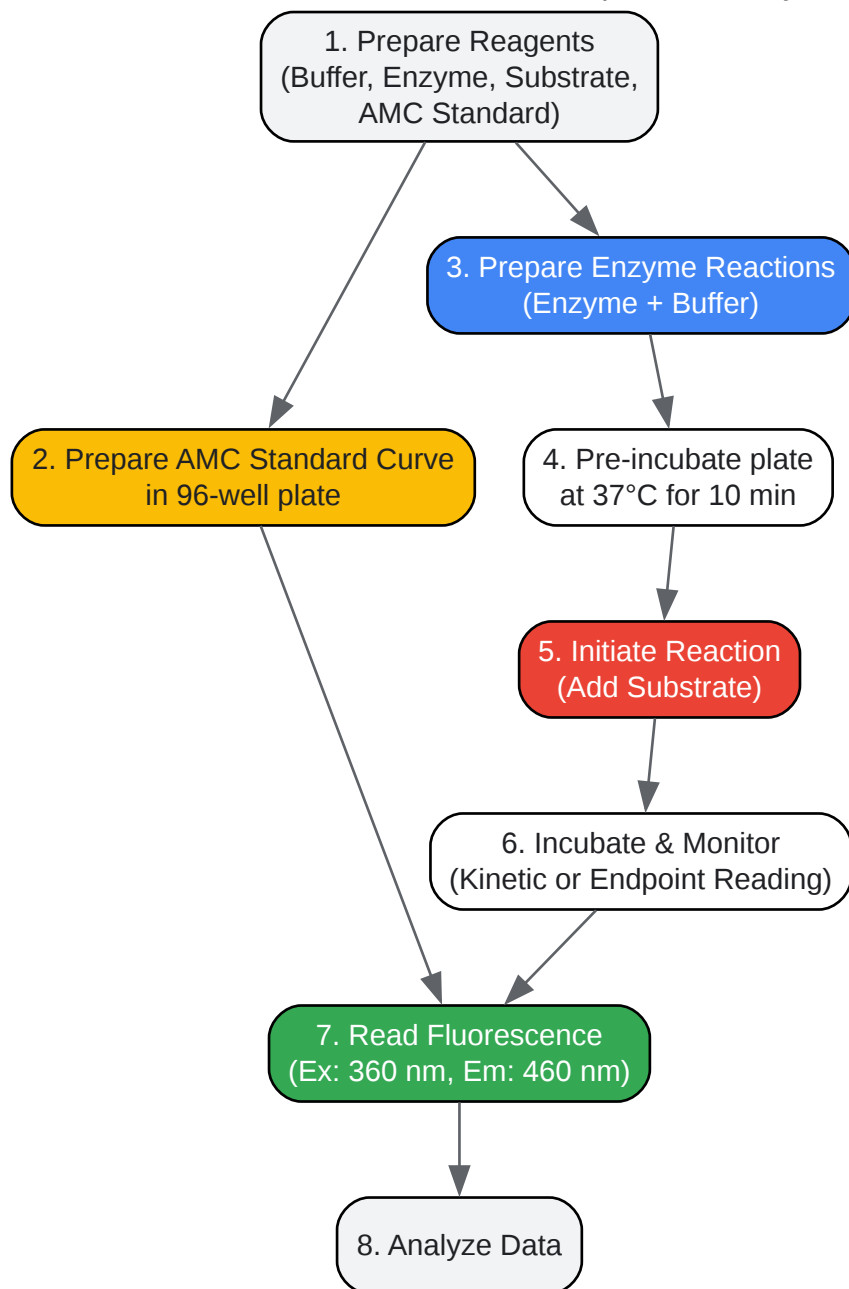 1. Prepare Reagents
(Buffer, Enzyme, Substrate,
AMC Standard)
3. Prepare Enzyme Reactions
(Enzyme + Buffer)
2. Prepare AMC Standard Curve
in 96-well plate
4. Pre-incubate plate
at 37°C for 10 min
5. Initiate Reaction
(Add Substrate)
6. Incubate & Monitor
(Kinetic or Endpoint Reading)
7. Read Fluorescence
(Ex: 360 nm, Em: 460 nm)
8. Analyze Data